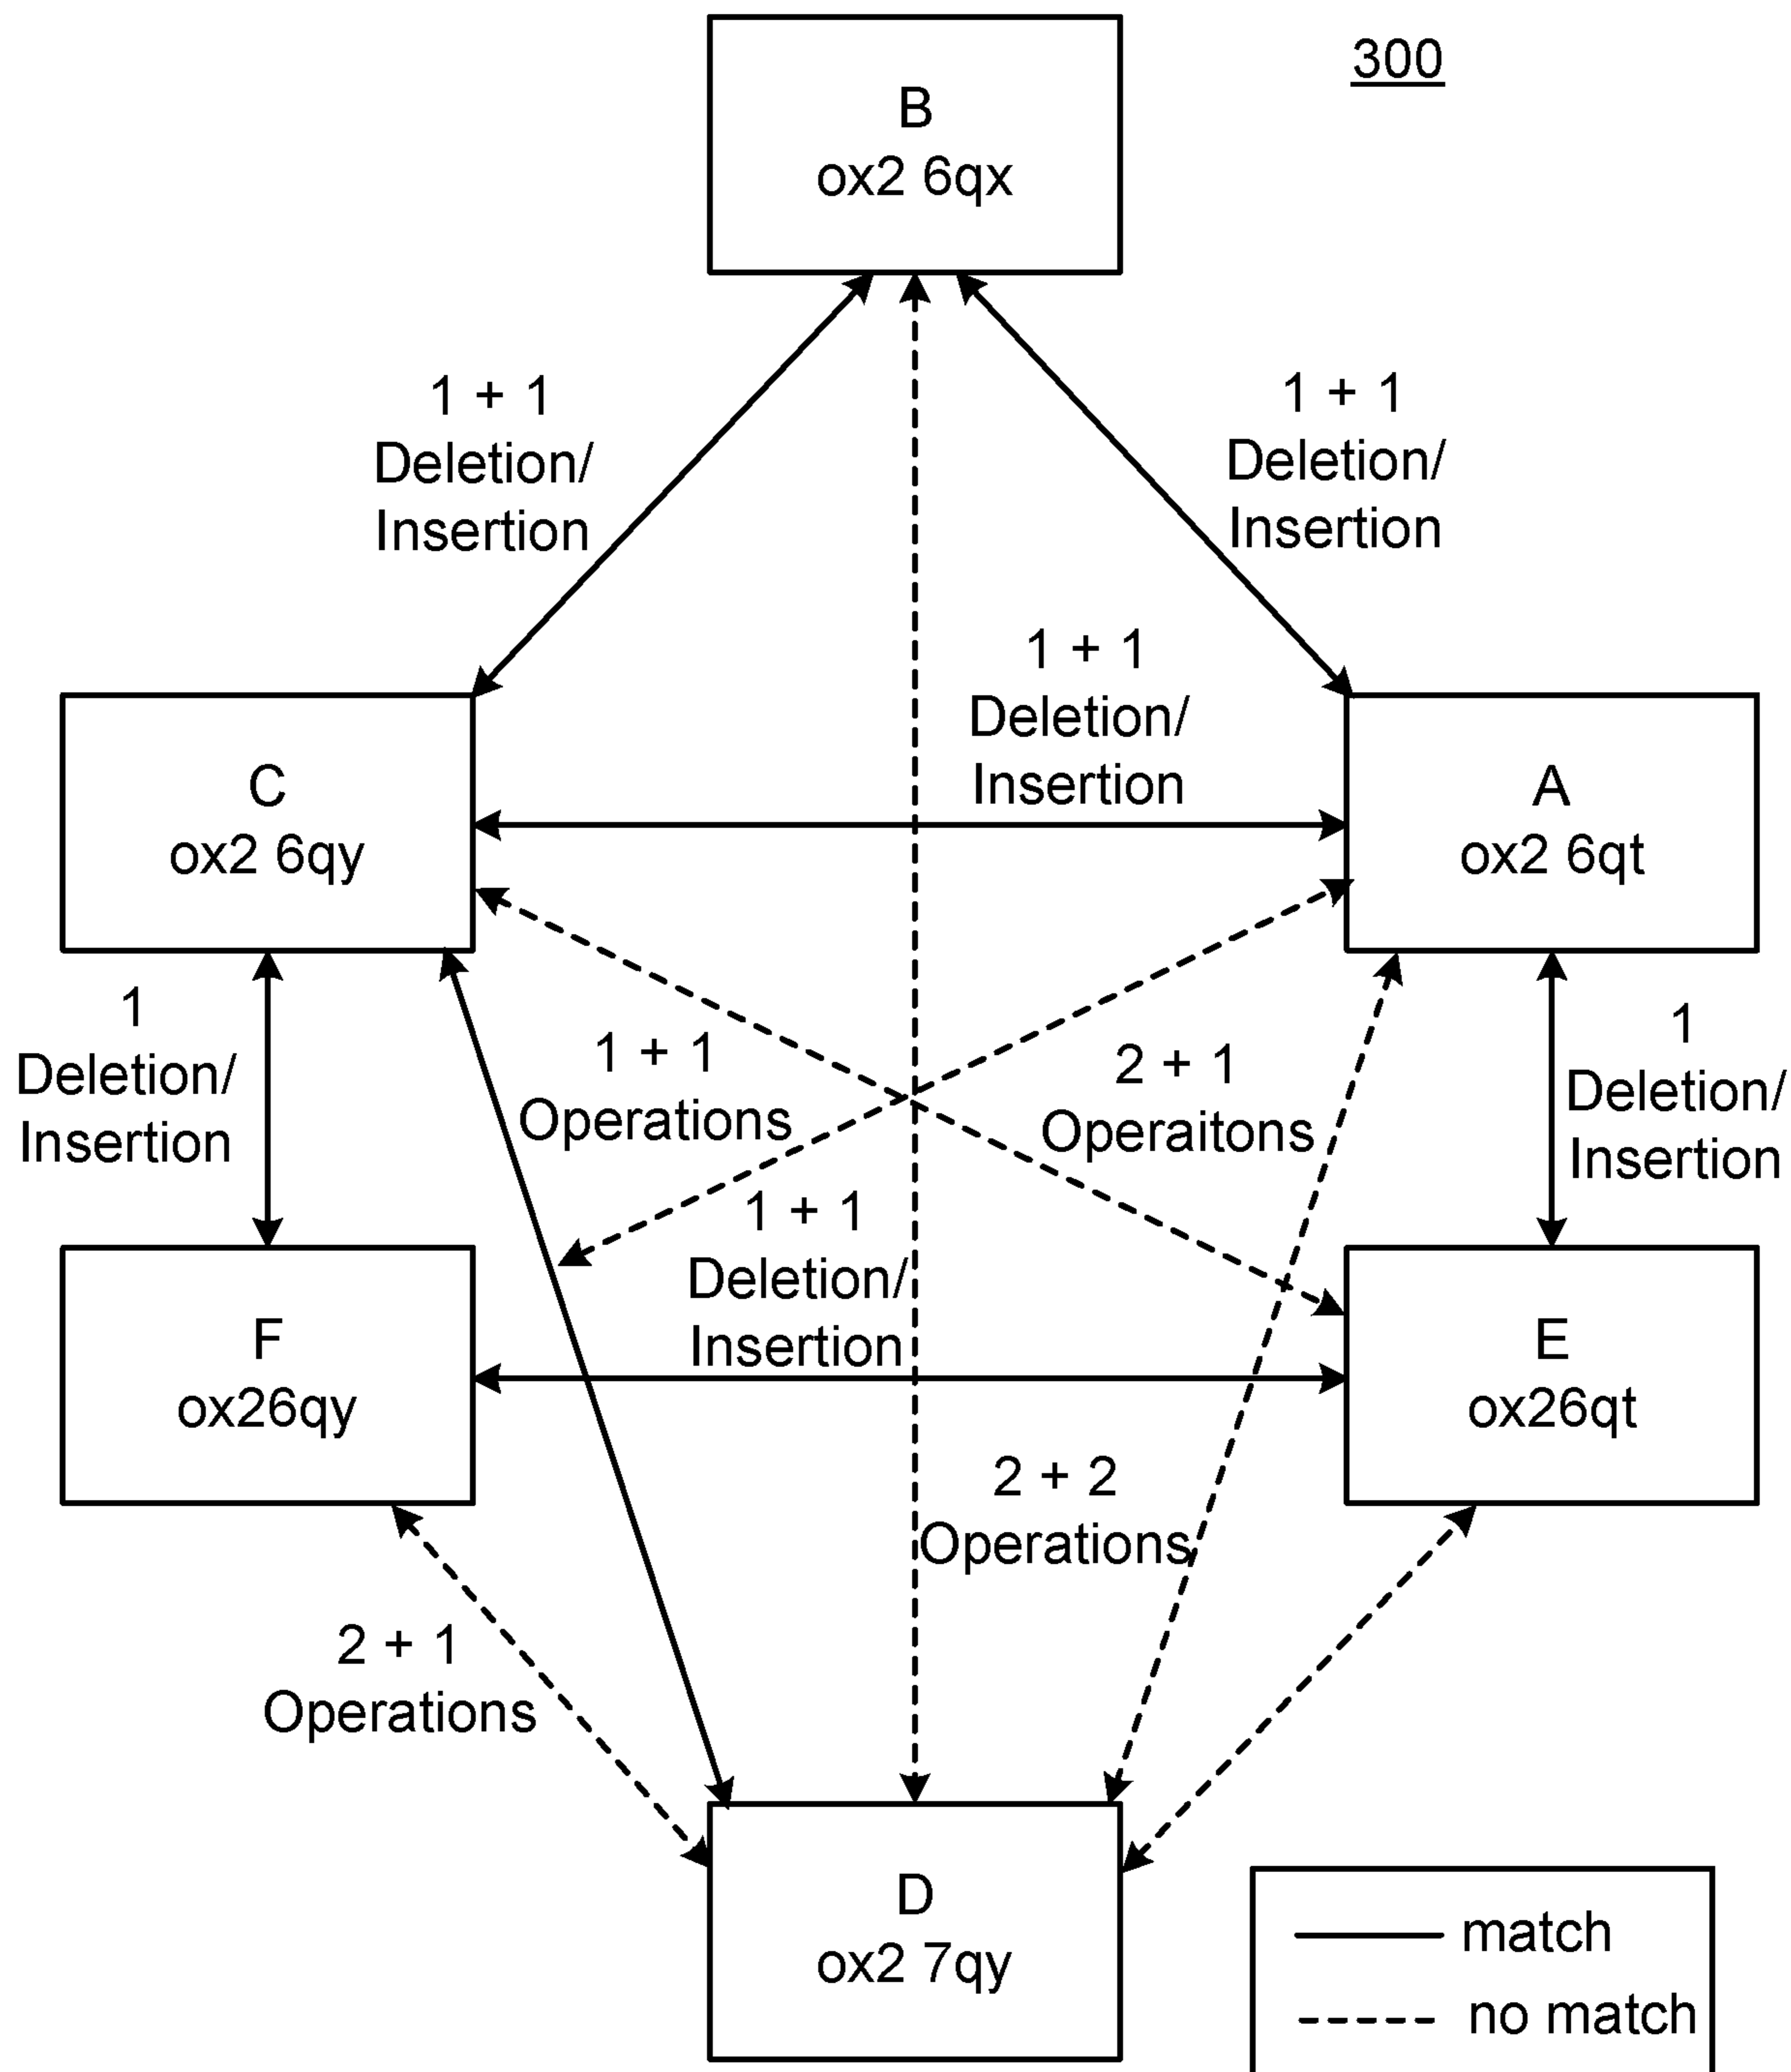 300
B
ox2 6qx
1 + 1
Deletion/
Insertion
1 + 1
Deletion/
Insertion
1 + 1
Deletion/
Insertion
C
ox2 6qy
A
ox2 6qt
1
Deletion/
Insertion
1 + 1
Operations
2 + 1
Operaitons
1
Deletion/
Insertion
1 + 1
Deletion/
Insertion
F
ox26qy
E
ox26qt
2 + 2
Operations
2 + 1
Operations
D
ox2 7qy
match
no match